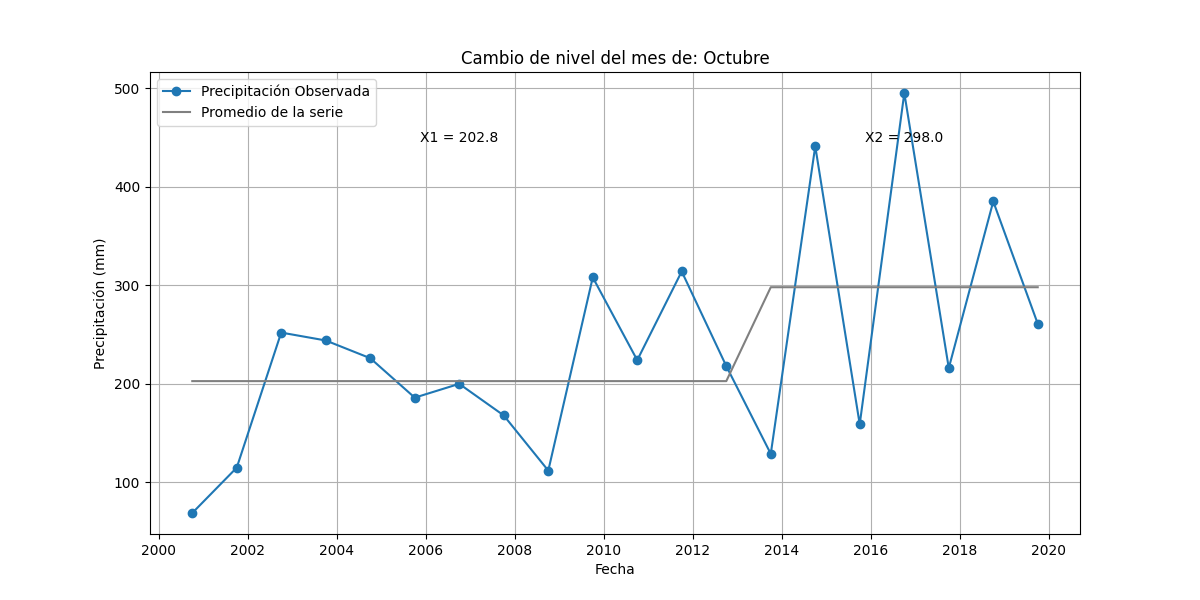 Cambio de nivel del mes de: Octubre
Precipitación Observada
Promedio de la serie
X1 = 202.8
X2 = 298.0
500
400
300
200
100
Precipitación (mm)
2000 2002 2004 2006 2008 2010 2012 2014 2016 2018 2020
Fecha